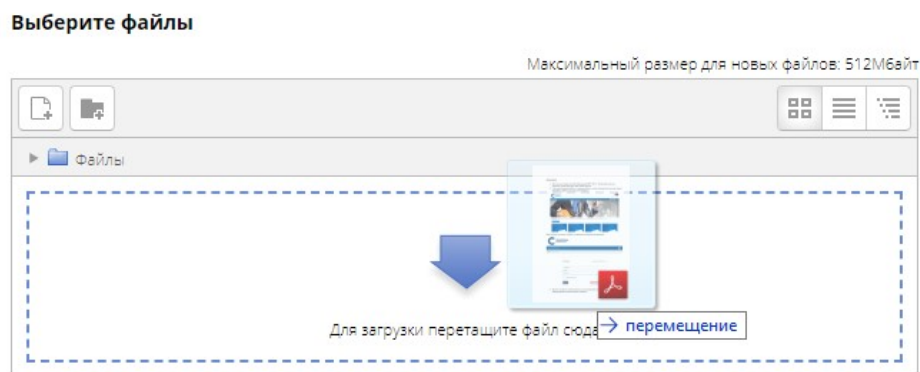 Выберите файлы
Максимальный размер для новых файлов: 512Мбайт
Файлы
Для загрузки перетащите файл сюда
→ перемещение